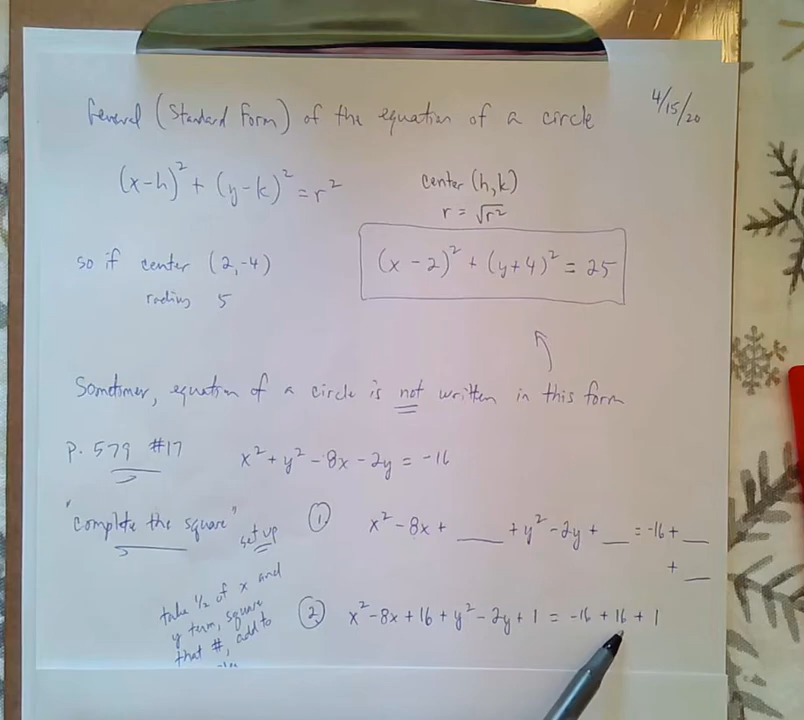 General (Standard Form) of the equation of a circle 4/15/20
(x-h)² + (y-k)² = r² center (h,k)
r = √r²
so if center (2,-4) (x - 2)² + (y+4)² = 25
radius 5
Sometimes, equation of a circle is not written in this form
P. 579 #17 x² + y² - 8x - 2y = -16
"complete the square" set up ① x² - 8x + ___ + y² - 2y + __ = -16 + __
+ __
take 1/2 of x and
y term, square
that #, add to
② x² - 8x + 16 + y² - 2y + 1 = -16 + 16 + 1